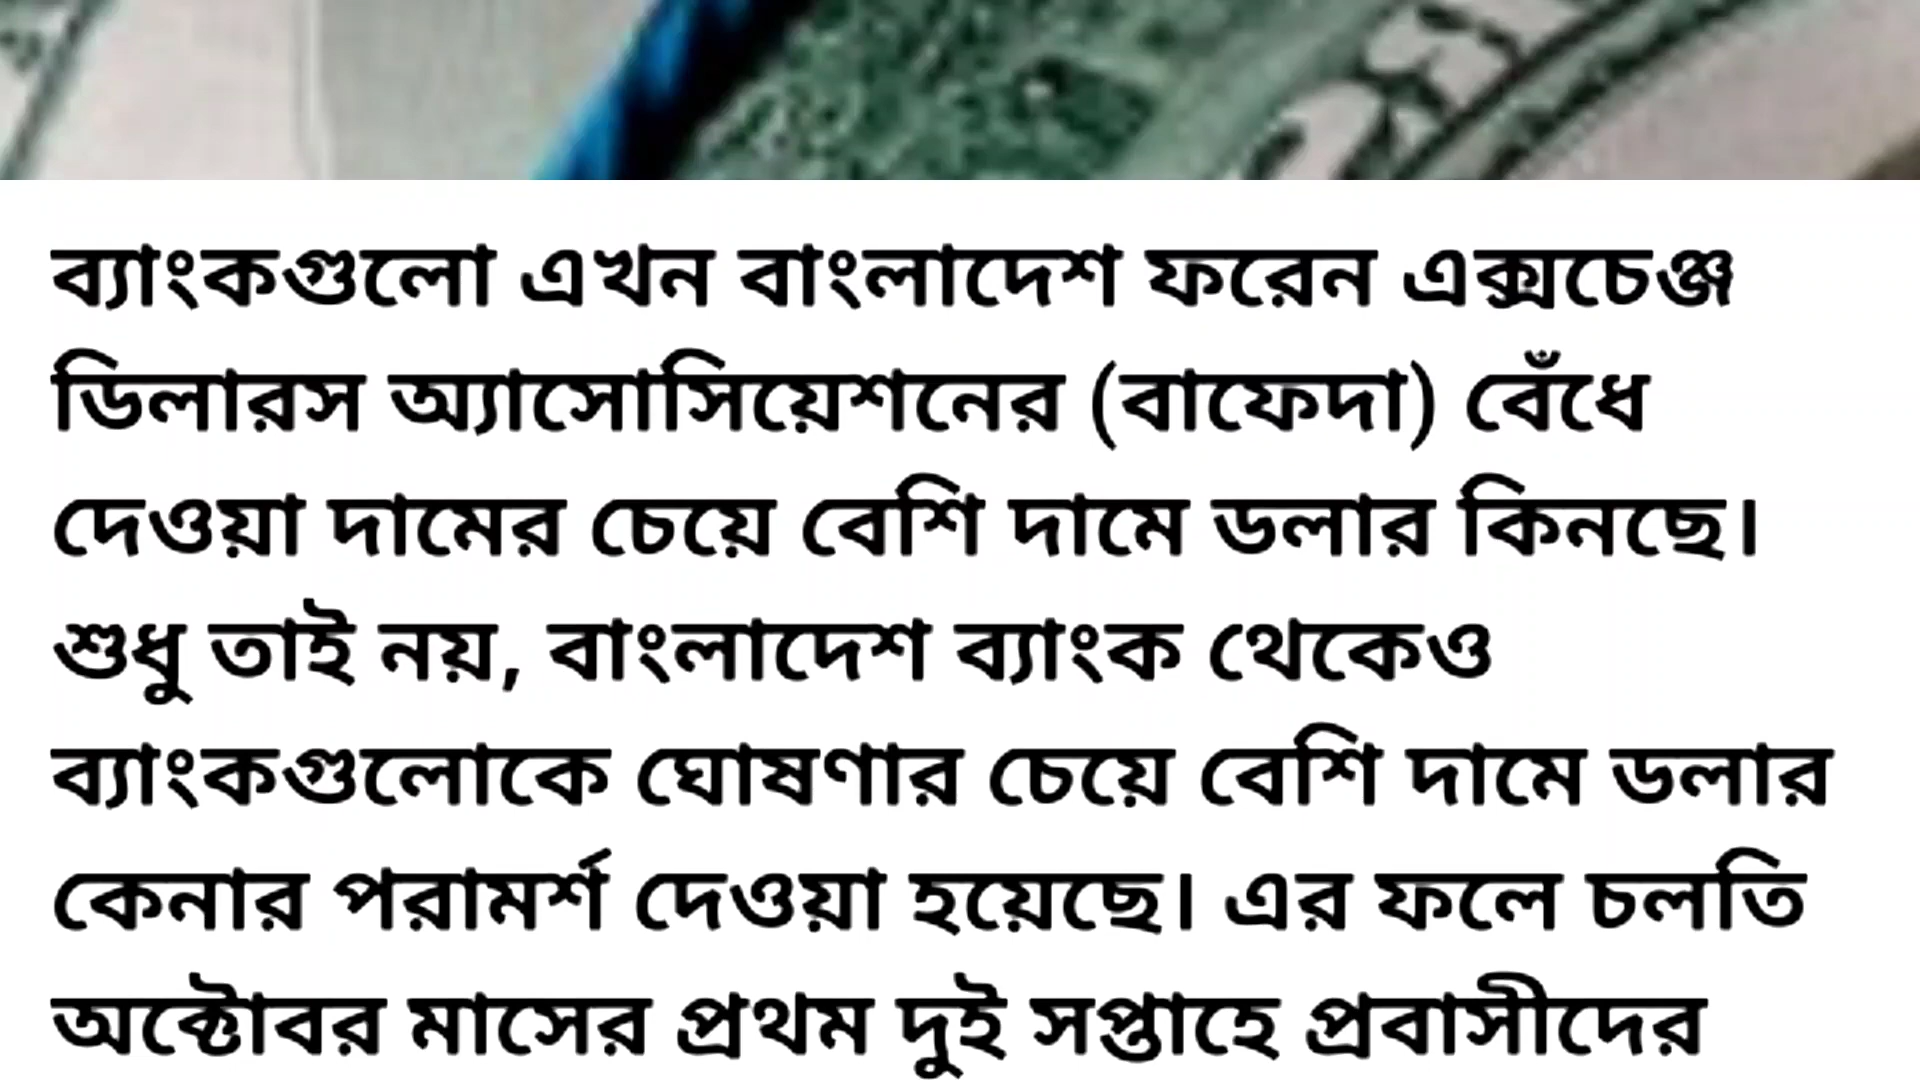 ব্যাংকগুলো এখন বাংলাদেশ ফরেন এক্সচেঞ্জ
ডিলারস অ্যাসোসিয়েশনের (বাফেদা) বেঁধে
দেওয়া দামের চেয়ে বেশি দামে ডলার কিনছে।
শুধু তাই নয়, বাংলাদেশ ব্যাংক থেকেও
ব্যাংকগুলোকে ঘোষণার চেয়ে বেশি দামে ডলার
কেনার পরামর্শ দেওয়া হয়েছে। এর ফলে চলতি
অক্টোবর মাসের প্রথম দুই সপ্তাহে প্রবাসীদের